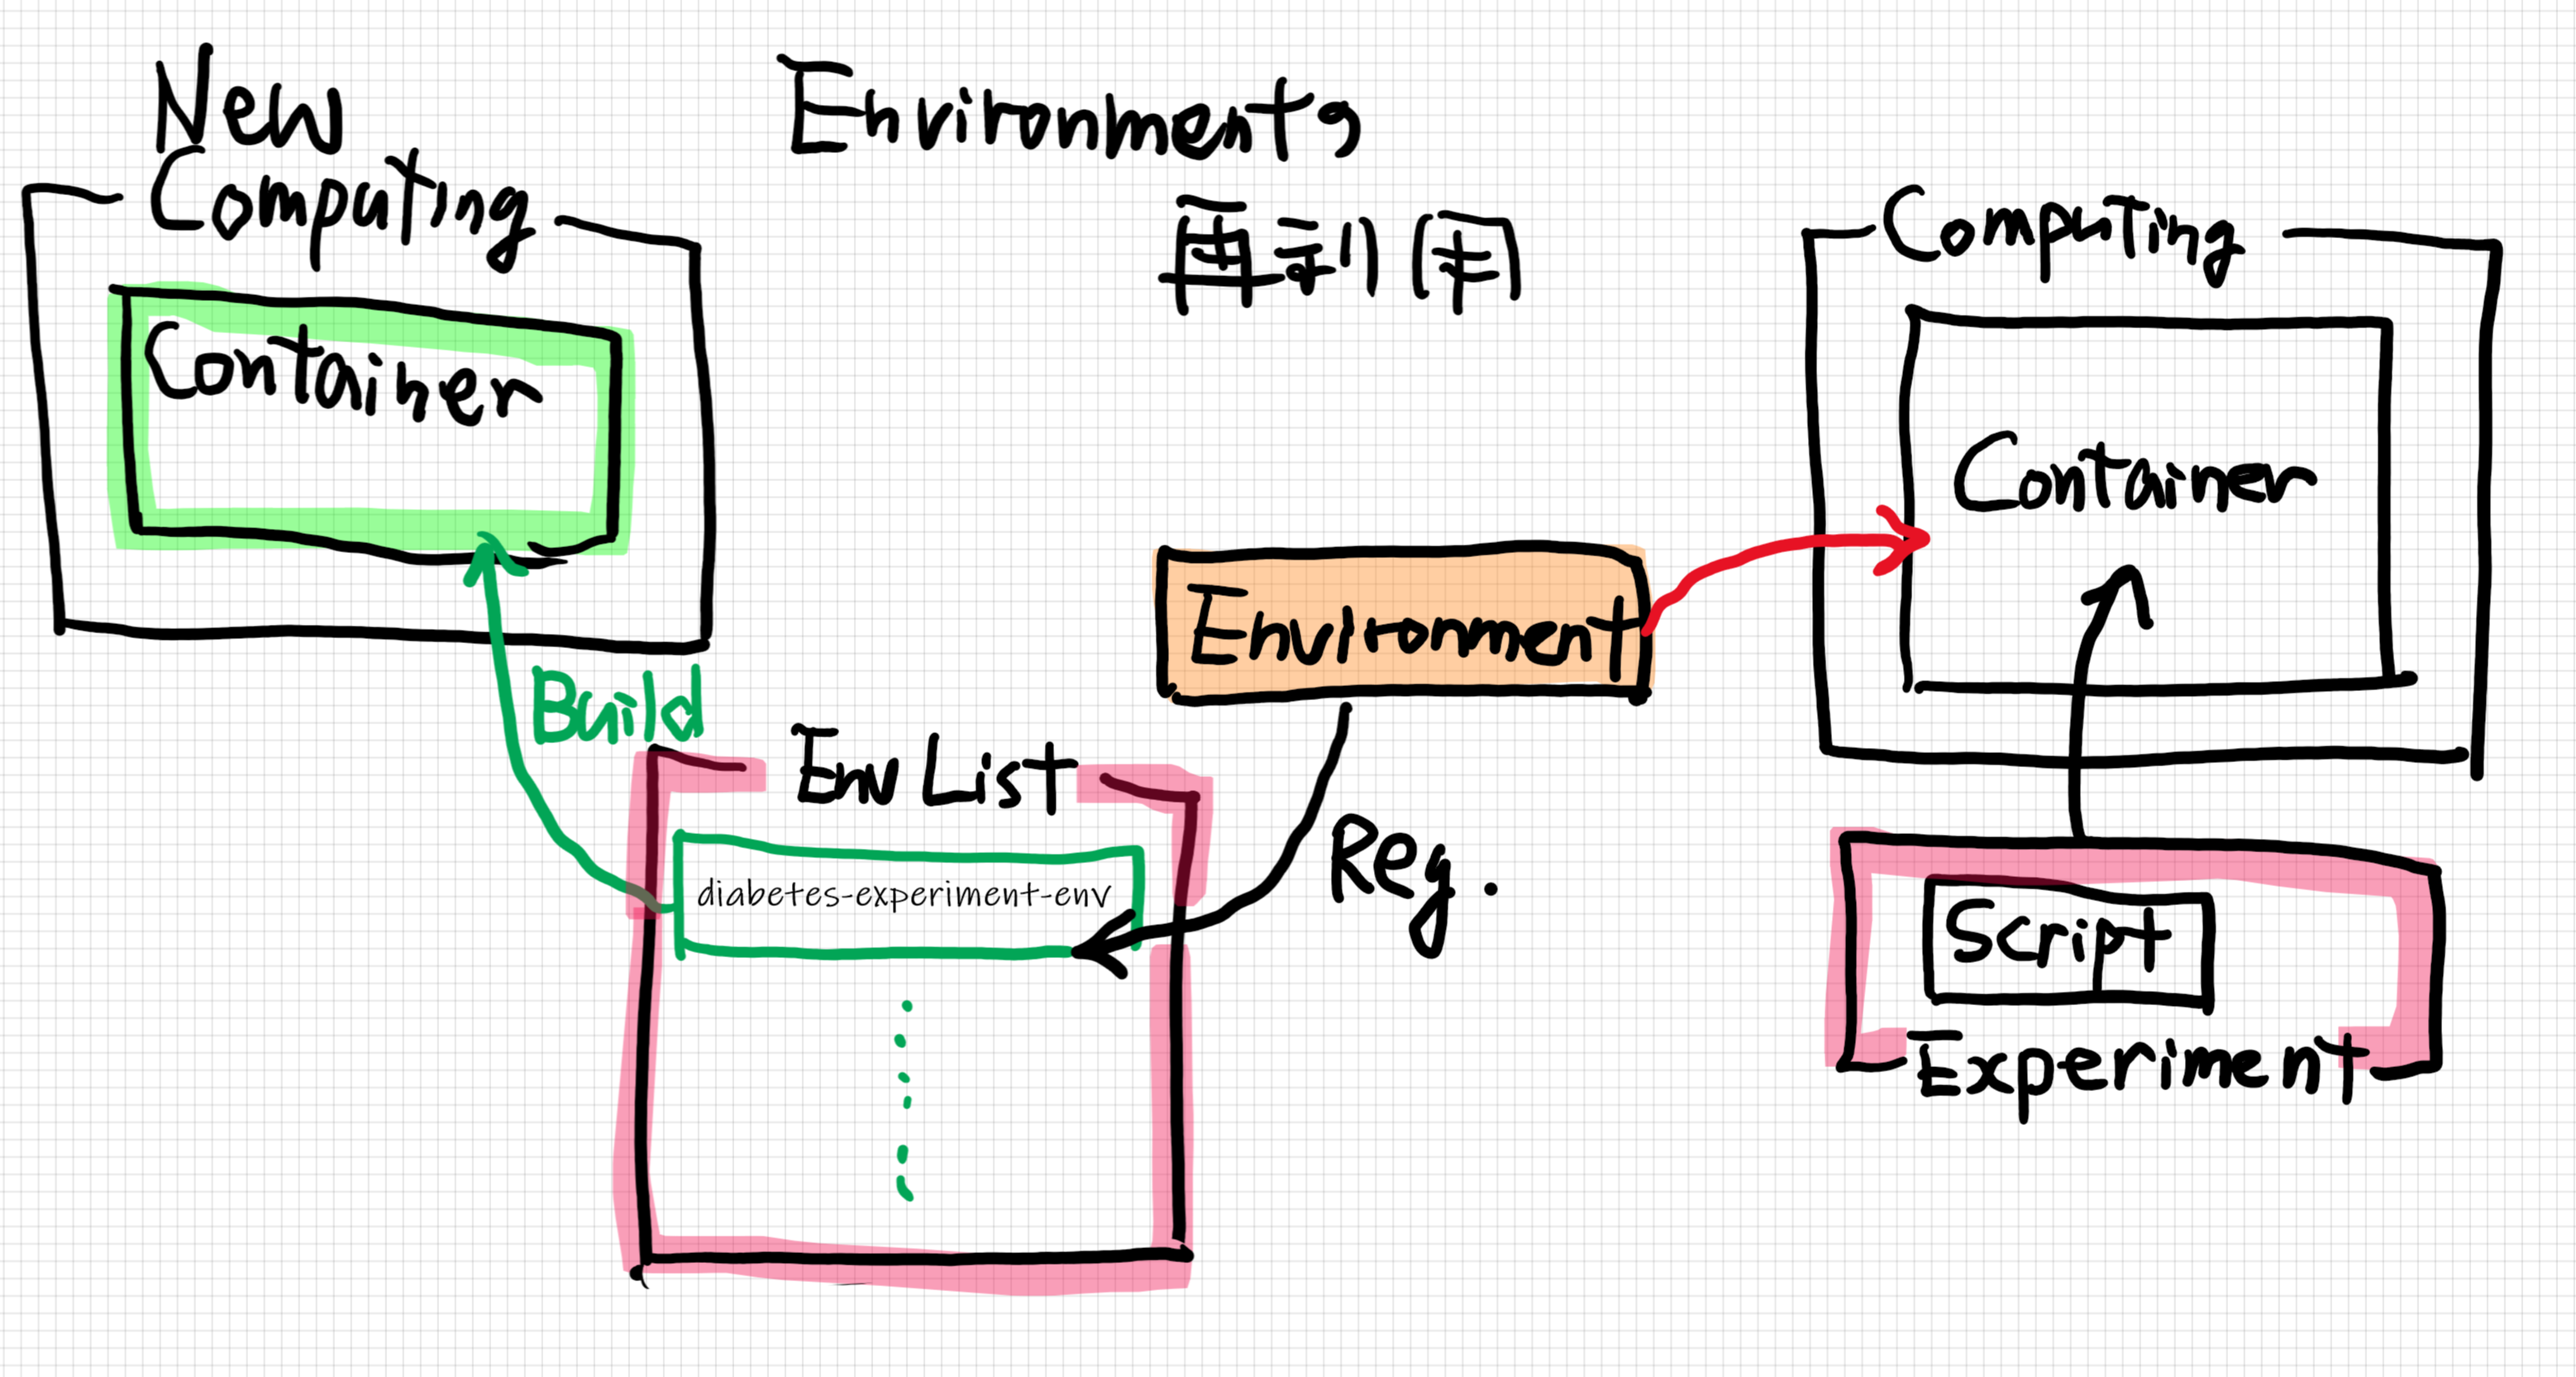 New
Computing
Container
Environments
再利用
Computing
Container
Environment
Build
Env List
diabetes-experiment-env
Reg.
Script
Experiment